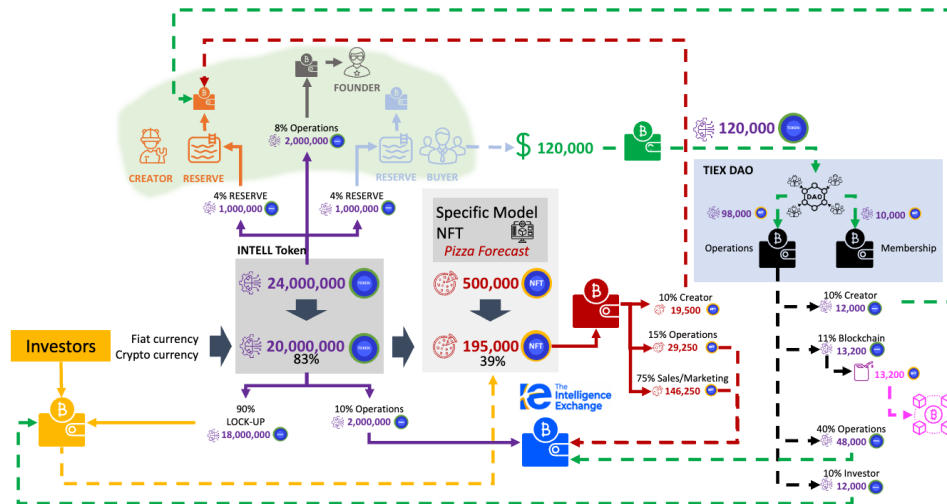 FOUNDER
8% Operations
2,000,000
CREATOR
RESERVE
RESERVE
BUYER
$ 120,000
120,000
TOKEN
4% RESERVE
1,000,000
4% RESERVE
1,000,000
TIEX DAO
DAO
98,000
10,000
Operations
Membership
INTELL Token
24,000,000
TOKEN
20,000,000
TOKEN
83%
Specific Model
NFT
Pizza Forecast
500,000
NFT
195,000
NFT
39%
10% Creator
19,500
15% Operations
29,250
75% Sales/Marketing
146,250
10% Creator
12,000
11% Blockchain
13,200
13,200
40% Operations
48,000
10% Investor
12,000
Investors
Fiat currency
Crypto currency
90%
LOCK-UP
18,000,000
10% Operations
2,000,000
The
Intelligence
Exchange